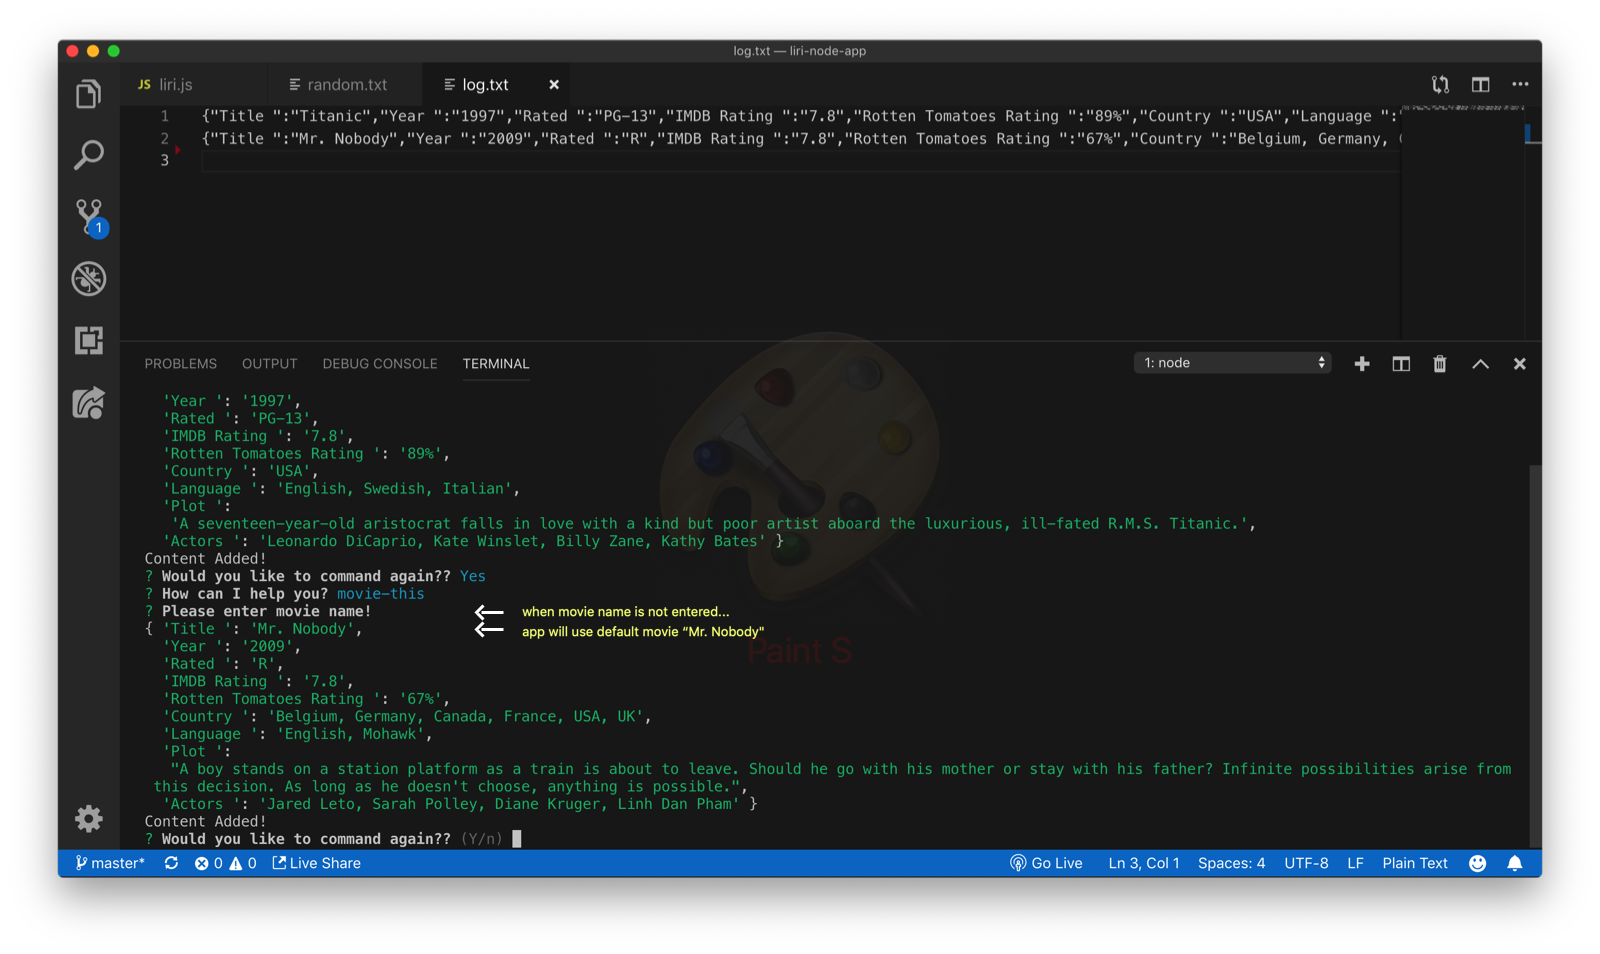 log.txt — liri-node-app
JS liri.js
random.txt
log.txt
1 {"Title ":"Titanic","Year ":"1997","Rated ":"PG-13","IMDB Rating ":"7.8","Rotten Tomatoes Rating ":"89%","Country ":"USA","Language ":"
2 {"Title ":"Mr. Nobody","Year ":"2009","Rated ":"R","IMDB Rating ":"7.8","Rotten Tomatoes Rating ":"67%","Country ":"Belgium, Germany,
3
1
PROBLEMS OUTPUT DEBUG CONSOLE TERMINAL
1: node
'Year ': '1997',
'Rated ': 'PG-13',
'IMDB Rating ': '7.8',
'Rotten Tomatoes Rating ': '89%',
'Country ': 'USA',
'Language ': 'English, Swedish, Italian',
'Plot ':
'A seventeen-year-old aristocrat falls in love with a kind but poor artist aboard the luxurious, ill-fated R.M.S. Titanic.',
'Actors ': 'Leonardo DiCaprio, Kate Winslet, Billy Zane, Kathy Bates' }
Content Added!
? Would you like to command again?? Yes
? How can I help you? movie-this
? Please enter movie name!
when movie name is not entered...
{ 'Title ': 'Mr. Nobody',
app will use default movie “Mr. Nobody"
'Year ': '2009',
Paint S
'Rated ': 'R',
'IMDB Rating ': '7.8',
'Rotten Tomatoes Rating ': '67%',
'Country ': 'Belgium, Germany, Canada, France, USA, UK',
'Language ': 'English, Mohawk',
'Plot ':
"A boy stands on a station platform as a train is about to leave. Should he go with his mother or stay with his father? Infinite possibilities arise from
this decision. As long as he doesn't choose, anything is possible.",
'Actors ': 'Jared Leto, Sarah Polley, Diane Kruger, Linh Dan Pham' }
Content Added!
? Would you like to command again?? (Y/n)
master* 0 0 Live Share Go Live Ln 3, Col 1 Spaces: 4 UTF-8 LF Plain Text